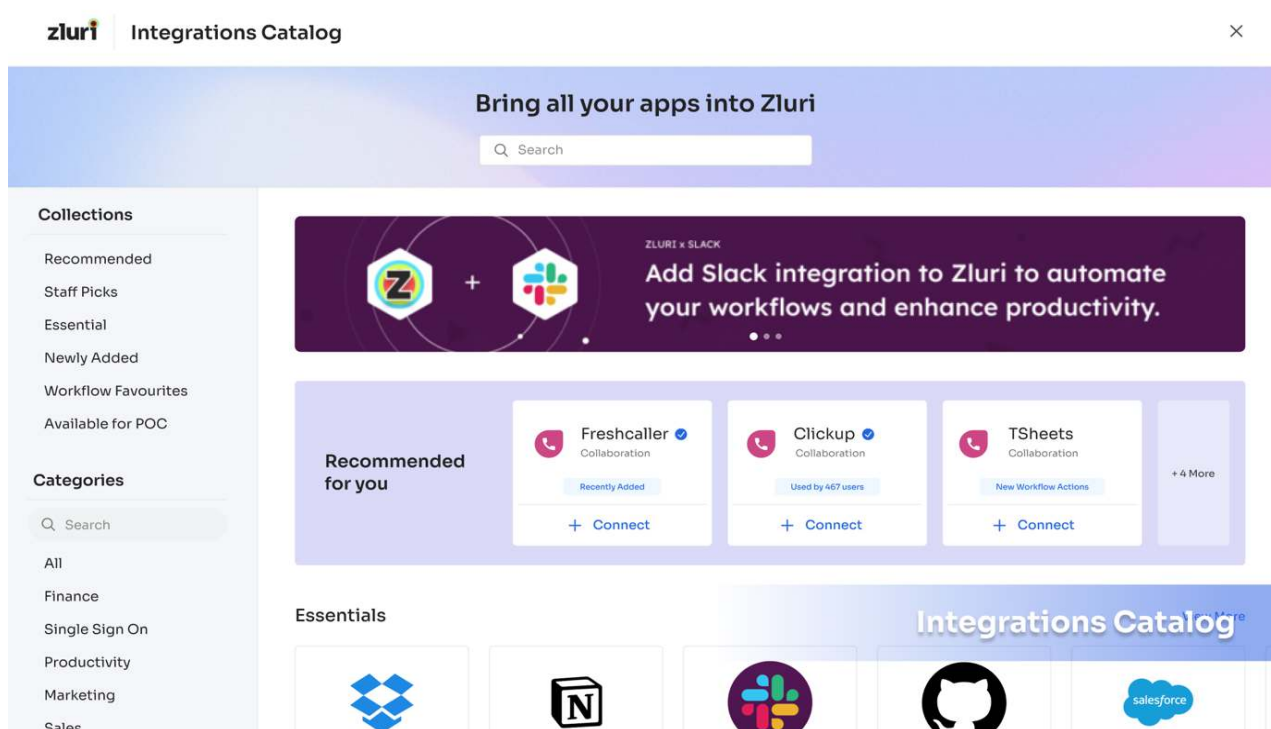 zluri
Integrations Catalog
Bring all your apps into Zluri
Search
Collections
Recommended
Staff Picks
Essential
Newly Added
Workflow Favourites
Available for POC
Categories
Search
All
Finance
Single Sign On
Productivity
Marketing
Sales
Z
+
ZLURI x SLACK
Add Slack integration to Zluri to automate
your workflows and enhance productivity.
Recommended
for you
Freshcaller
Collaboration
Recently Added
+ Connect
Clickup
Collaboration
Used by 467 users
+ Connect
TSheets
Collaboration
New Workflow Actions
+ Connect
+ 4 More
Essentials
View More
Integrations Catalog
N
salesforce